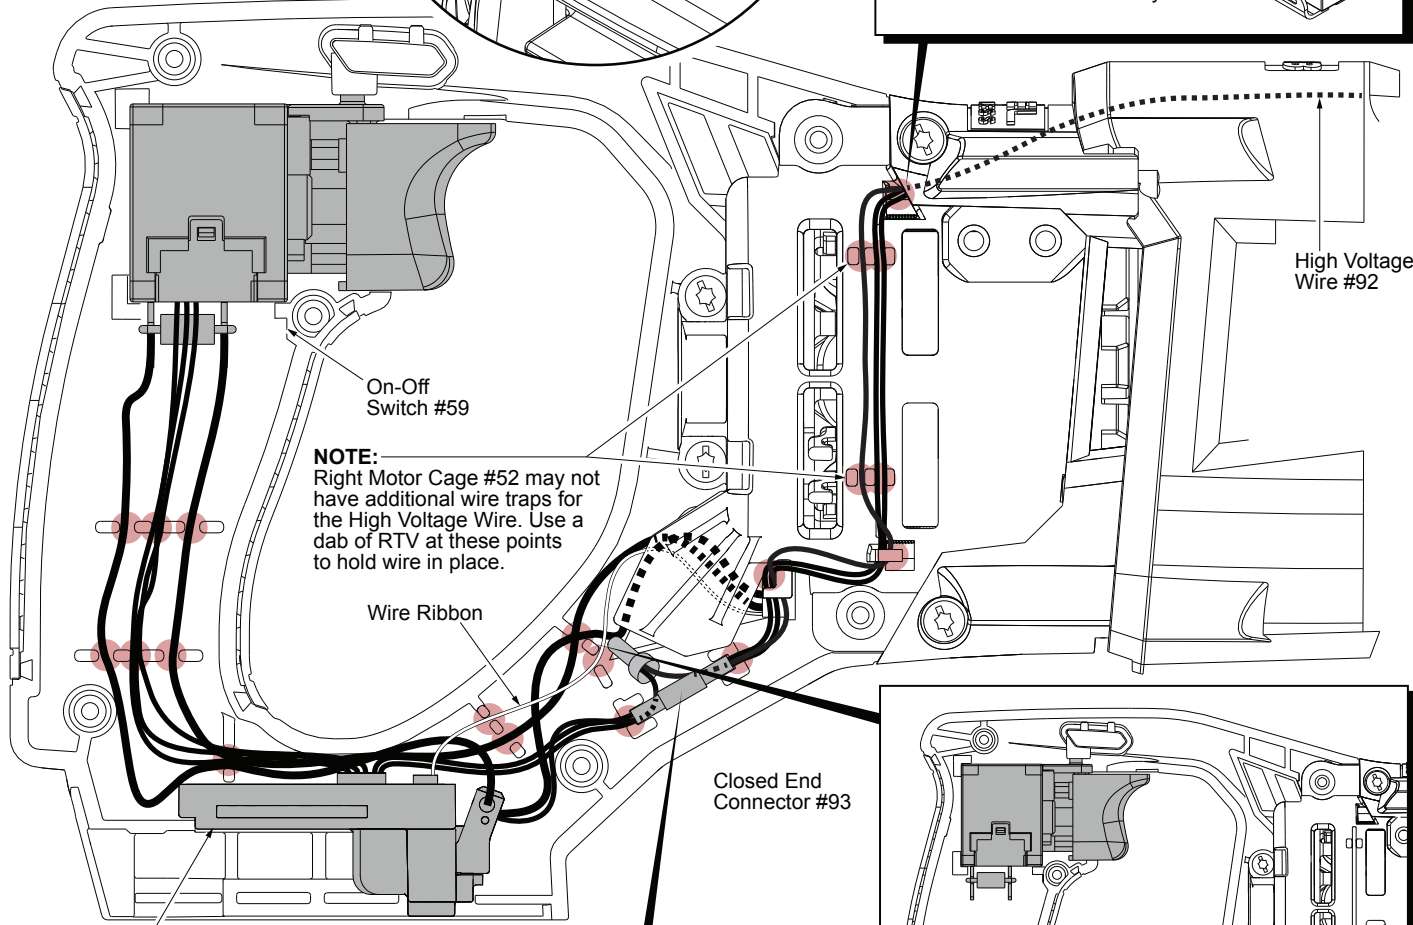 High Voltage
Wire #92
On-Off
Switch #59
NOTE:
Right Motor Cage #52 may not
have additional wire traps for
the High Voltage Wire. Use a
dab of RTV at these points
to hold wire in place.
Wire Ribbon
Closed End
Connector #93